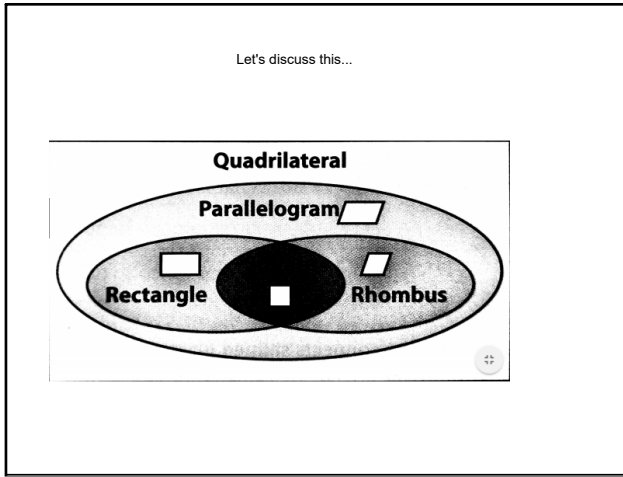 Let's discuss this...
Quadrilateral
Parallelogram
Rectangle
Rhombus